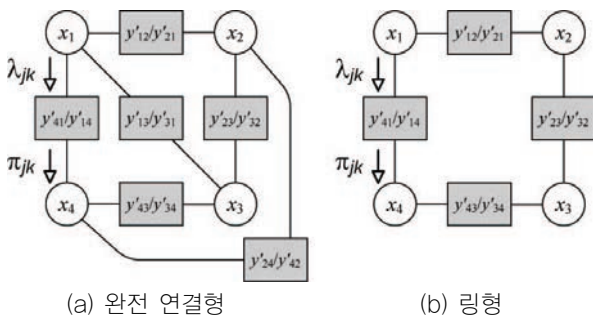 x1 y'12/y'21 x2 x1 y'12/y'21 x2
λjk λjk
y'41/y'14 y'13/y'31 y'23/y'32 y'41/y'14 y'23/y'32
πjk πjk
x4 y'43/y'34 x3 x4 y'43/y'34 x3
y'24/y'42
(a) 완전 연결형 (b) 링형